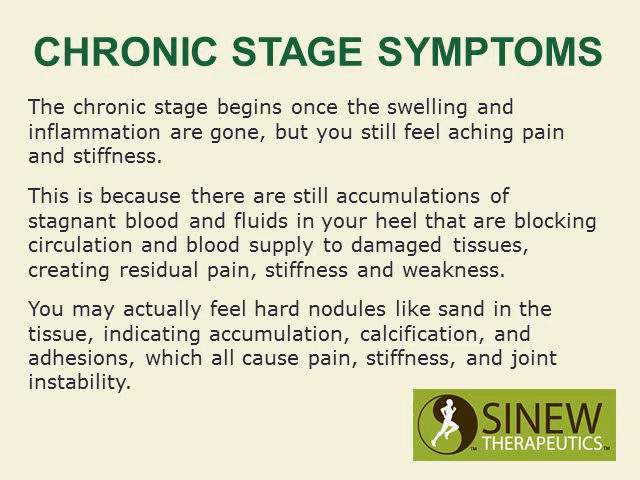 CHRONIC STAGE SYMPTOMS
The chronic stage begins once the swelling and
inflammation are gone, but you still feel aching pain
and stiffness.
This is because there are still accumulations of
stagnant blood and fluids in your heel that are blocking
circulation and blood supply to damaged tissues,
creating residual pain, stiffness and weakness.
You may actually feel hard nodules like sand in the
tissue, indicating accumulation, calcification, and
adhesions, which all cause pain, stiffness, and joint
instability.
SINEW
™ THERAPEUTICS™